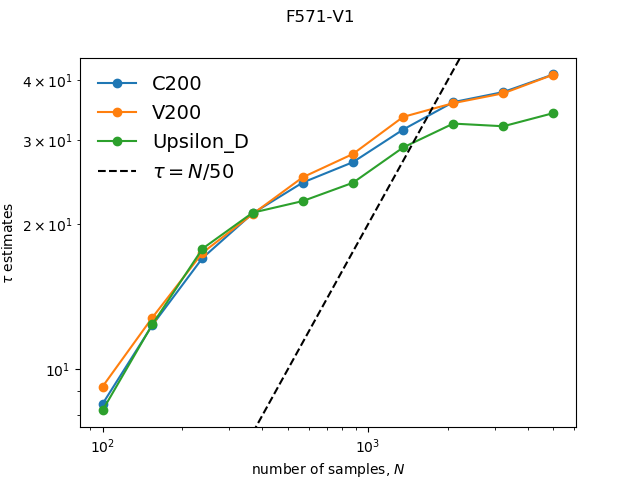 F571-V1
C200
V200
Upsilon_D
τ = N/50
4 × 10¹
3 × 10¹
2 × 10¹
10¹
τ estimates
10² 10³
number of samples, N